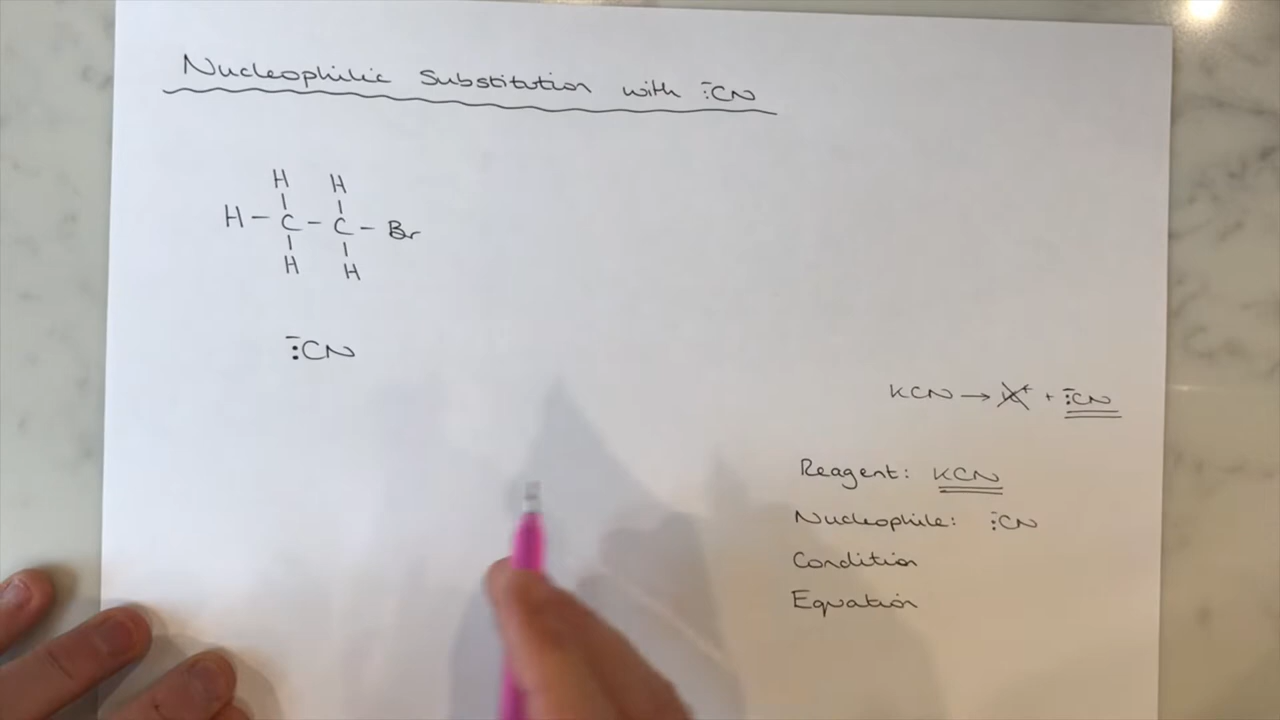 Nucleophilic Substitution with :⁻CN
H H
H – C – C – Br
H H
:⁻CN
KCN → K⁺ + :⁻CN
Reagent: KCN
Nucleophile: :⁻CN
Condition
Equation